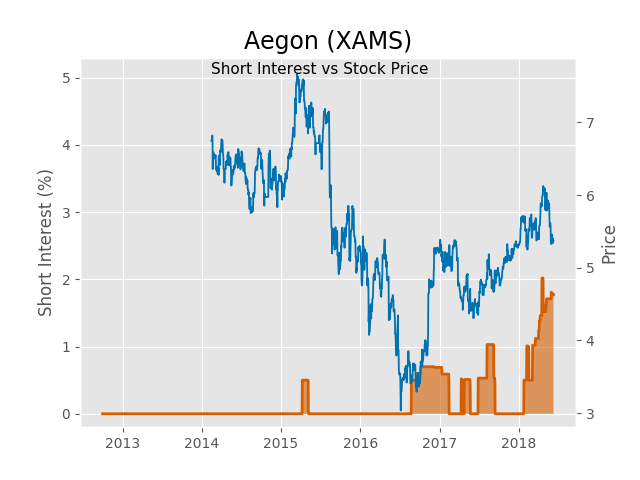 Aegon (XAMS)
Short Interest vs Stock Price
Short Interest (%)
5
4
3
2
1
0
Price
7
6
5
4
3
2013 2014 2015 2016 2017 2018